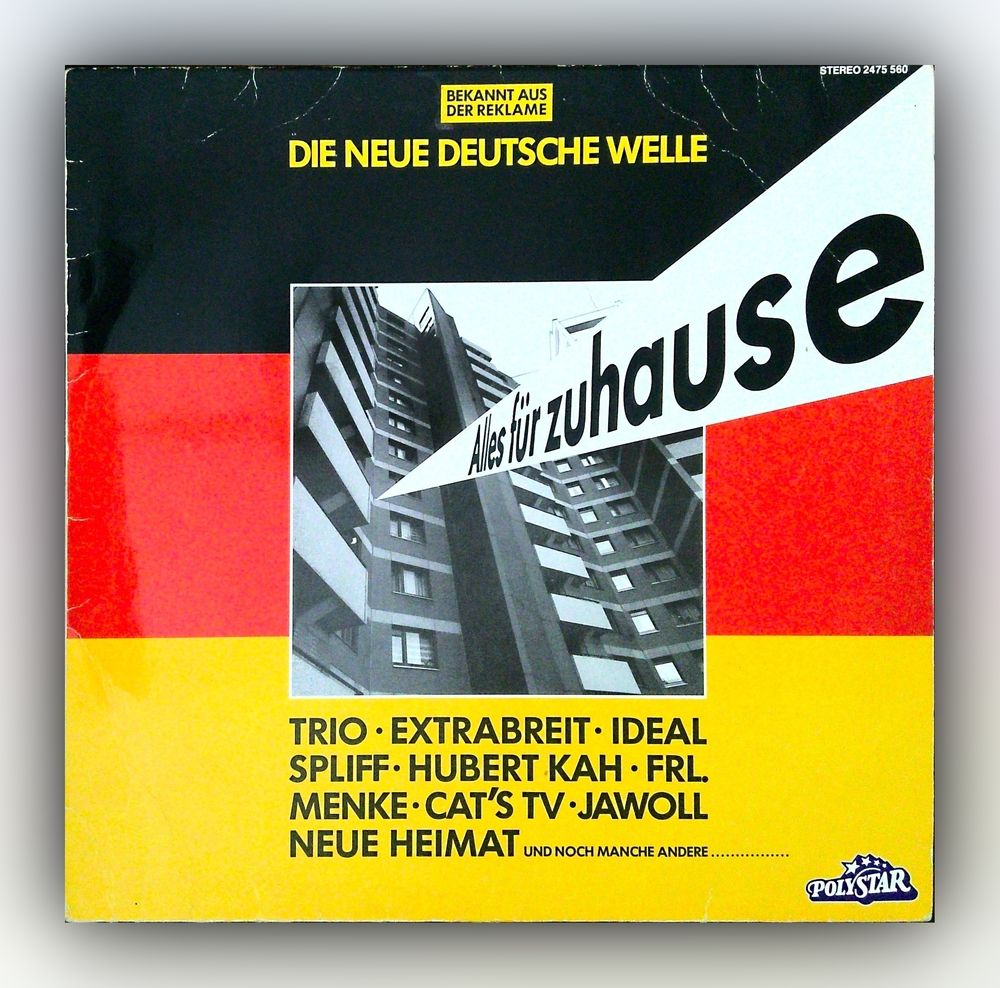 STEREO 2475 560
BEKANNT AUS
DER REKLAME
DIE NEUE DEUTSCHE WELLE
Alles für zuhause
TRIO · EXTRABREIT · IDEAL
SPLIFF · HUBERT KAH · FRL.
MENKE · CAT'S TV · JAWOLL
NEUE HEIMAT UND NOCH MANCHE ANDERE................
POLYSTAR